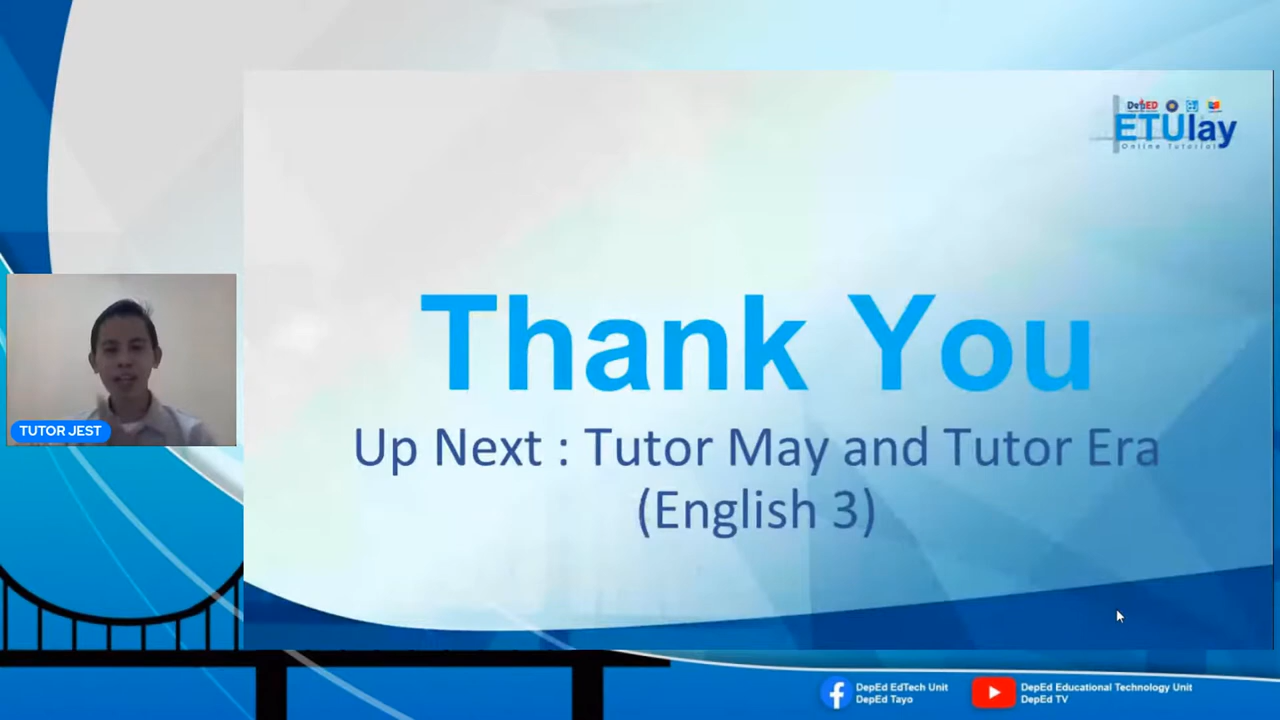 DepED
ETUlay
Online Tutorial
Thank You
Up Next : Tutor May and Tutor Era
(English 3)
TUTOR JEST
DepEd EdTech Unit
DepEd Tayo
DepEd Educational Technology Unit
DepEd TV